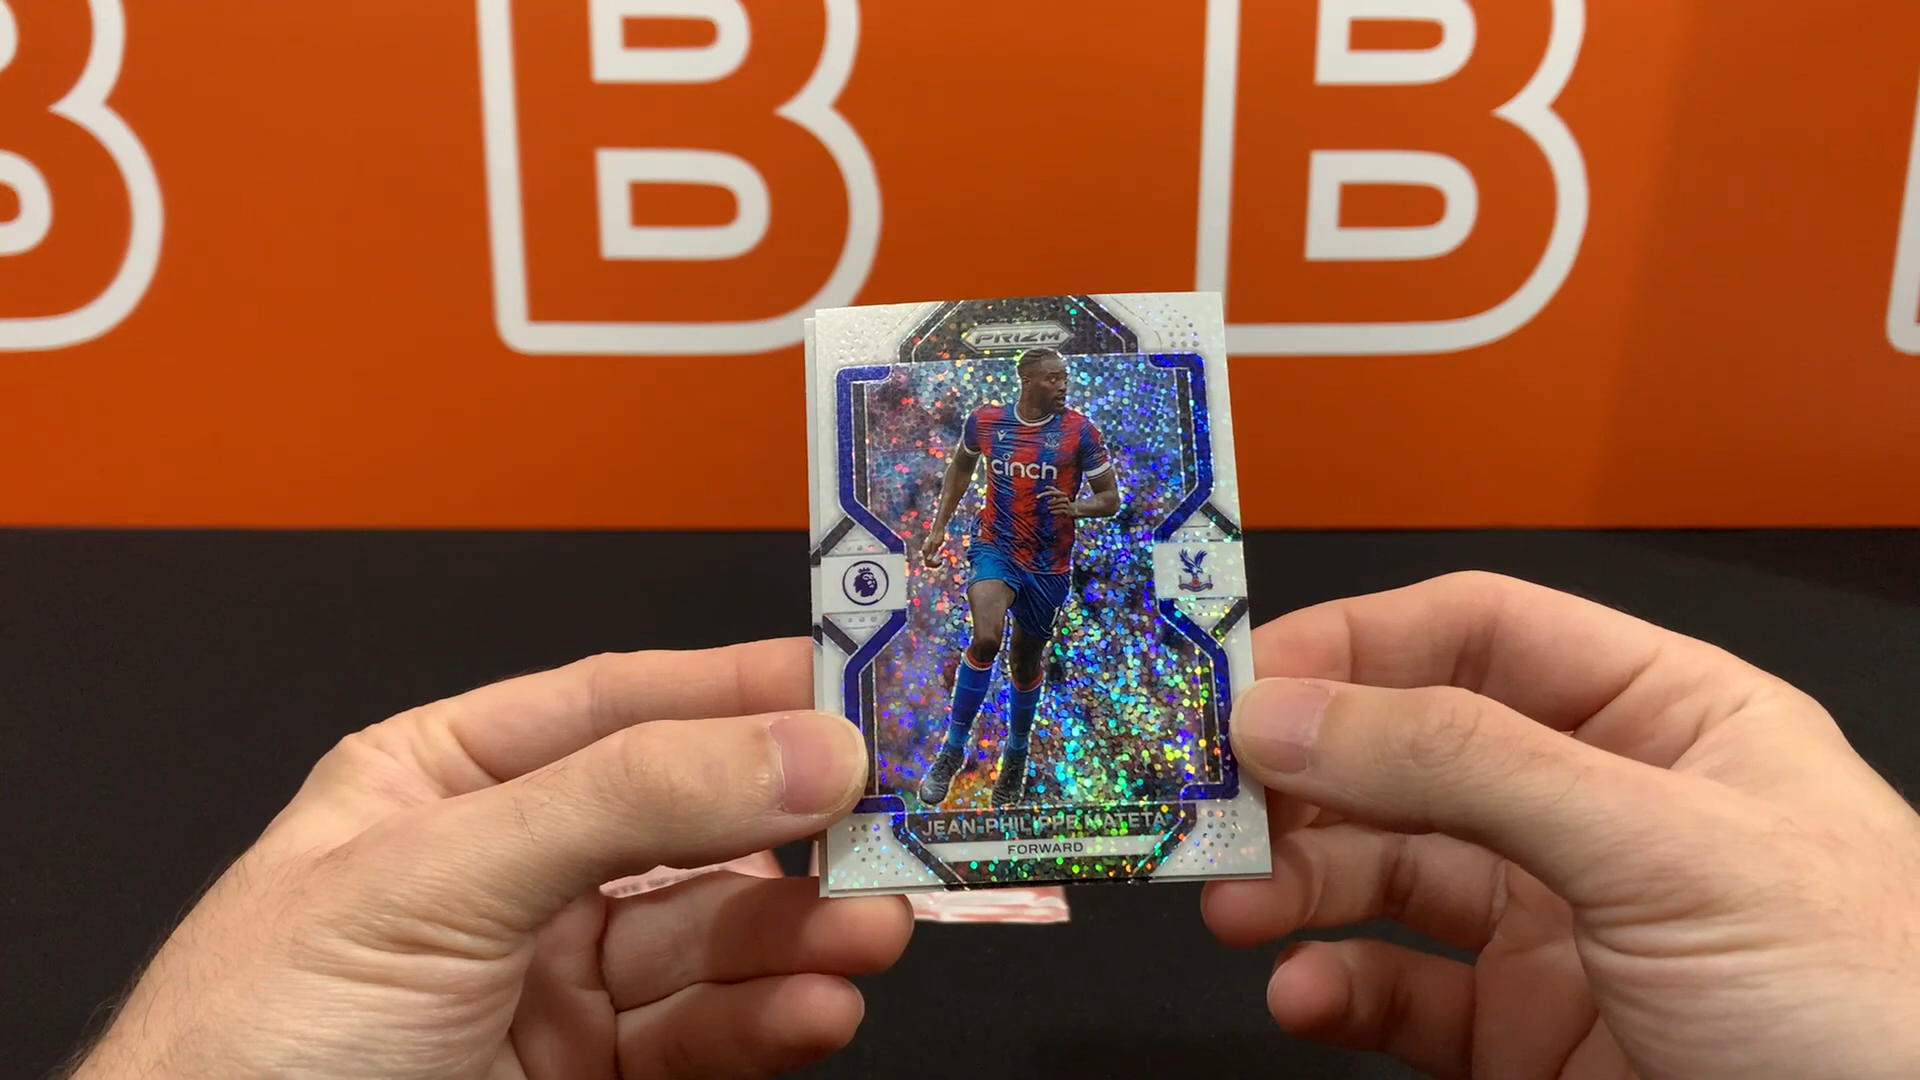 B B B
PRIZM
cinch
JEAN-PHILIPPE MATETA
FORWARD